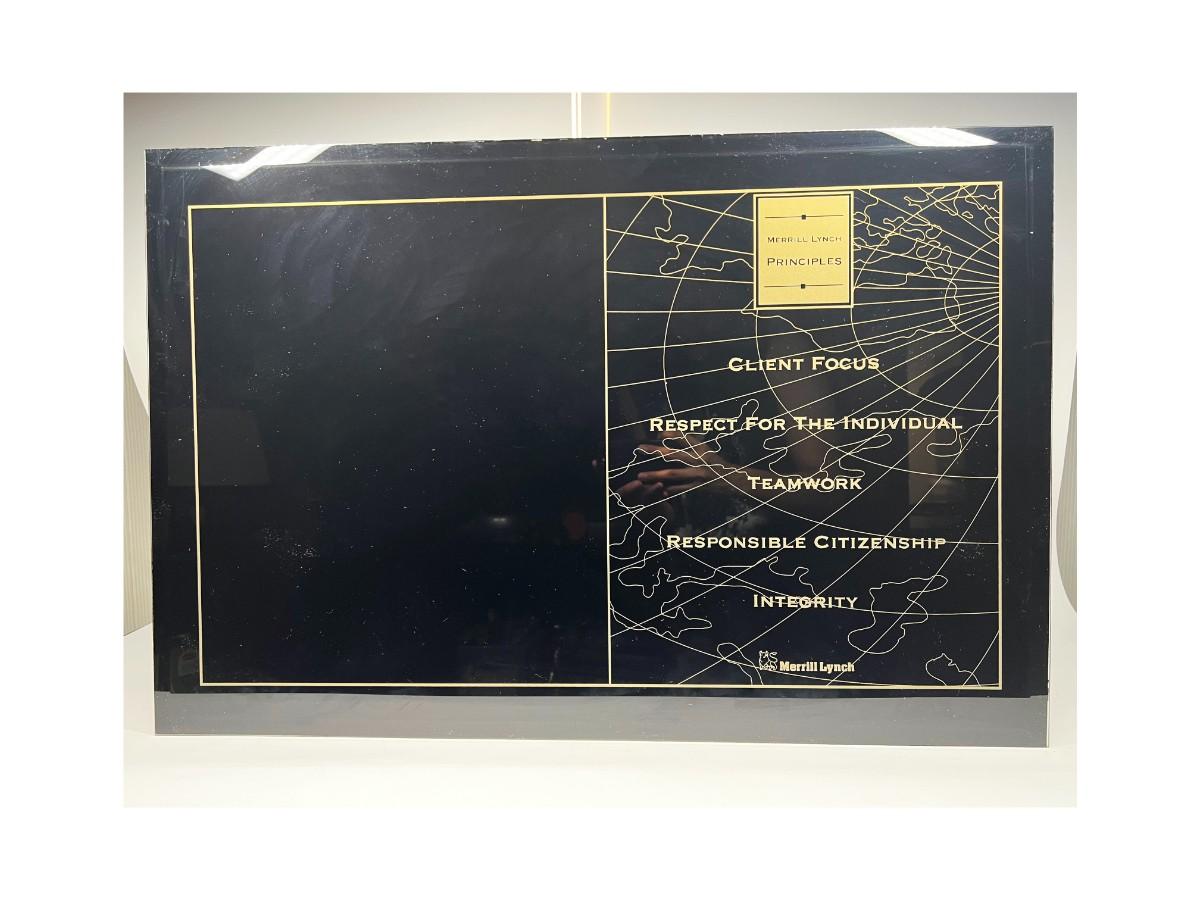 Merrill Lynch
Principles
Client Focus
Respect For The Individual
Teamwork
Responsible Citizenship
Integrity
Merrill Lynch